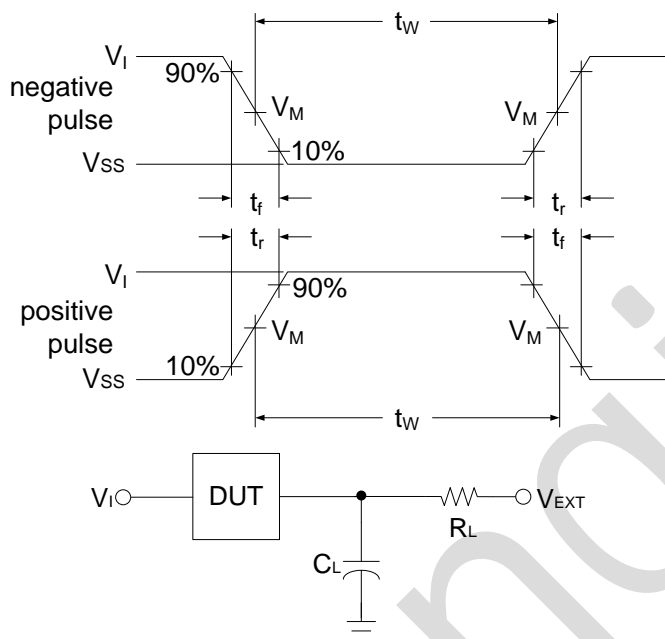 tW
VI
90%
negative
pulse
VM
VM
10%
VSS
tf
tr
tr
tf
VI
90%
positive
pulse
VM
VM
10%
VSS
tW
VI
DUT
VEXT
RL
CL